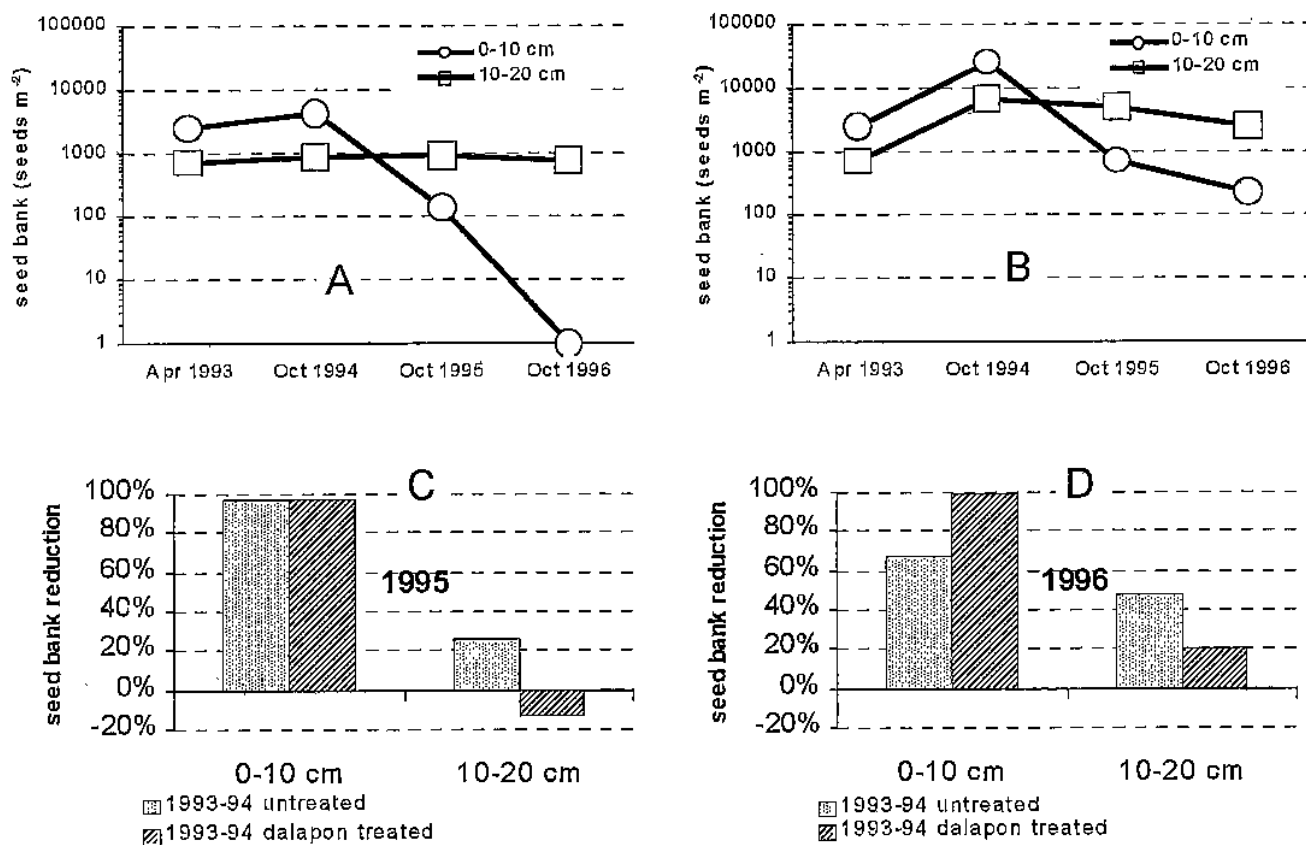 100000
10000
1000
100
10
1
seed bank (seeds m-2)
0-10 cm
10-20 cm
A
Apr 1993 Oct 1994 Oct 1995 Oct 1996
100000
10000
1000
100
10
1
seed bank (seeds m-2)
0-10 cm
10-20 cm
B
Apr 1993 Oct 1994 Oct 1995 Oct 1996
C
100%
80%
60%
40%
20%
0%
-20%
seed bank reduction
1995
0-10 cm 10-20 cm
1993-94 untreated
1993-94 dalapon treated
D
100%
80%
60%
40%
20%
0%
-20%
seed bank reduction
1996
0-10 cm 10-20 cm
1993-94 untreated
1993-94 dalapon treated